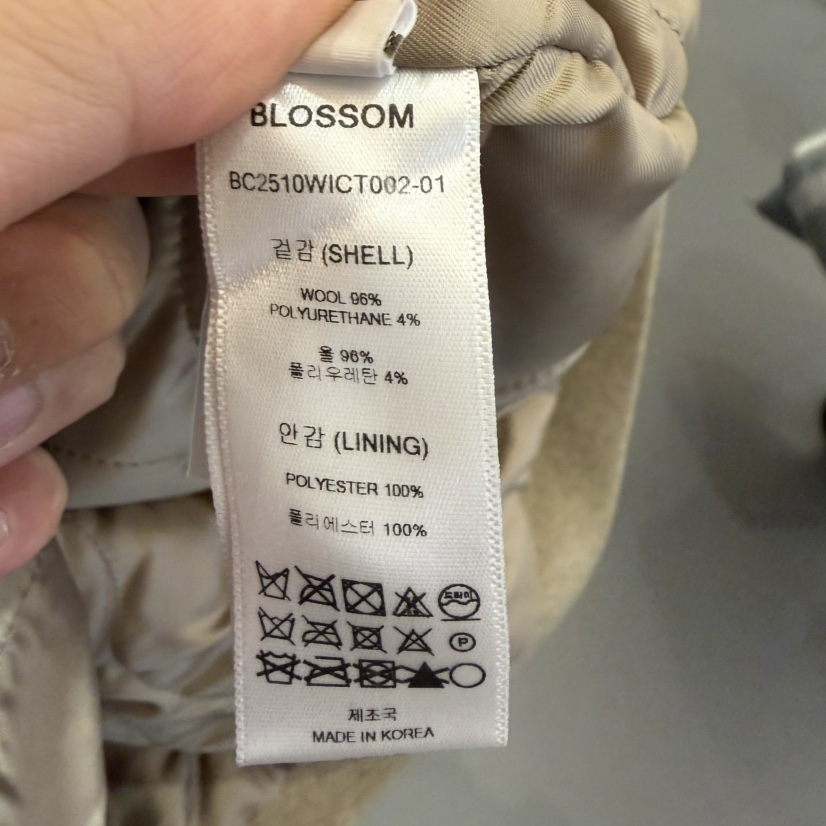 BLOSSOM
BC2510WICT002-01
겉감 (SHELL)
WOOL 96%
POLYURETHANE 4%
울 96%
폴리우레탄 4%
안감 (LINING)
POLYESTER 100%
폴리에스터 100%
드라이
P
제조국
MADE IN KOREA